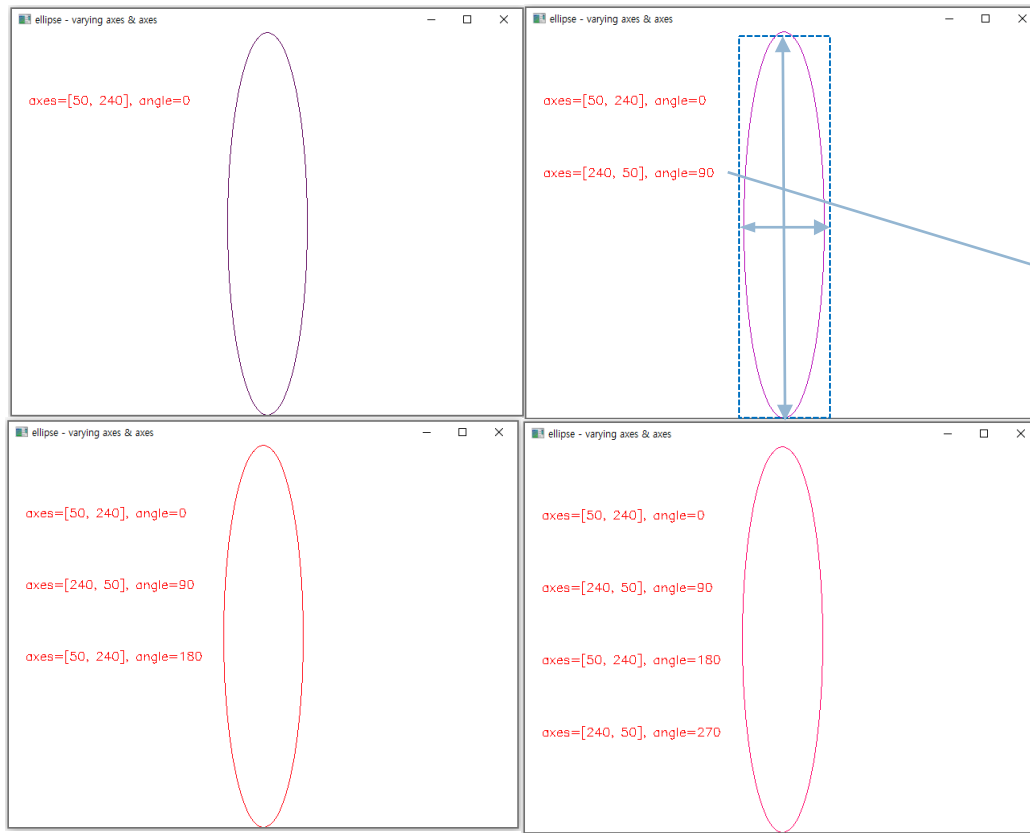 ellipse - varying axes & axes
axes=[50, 240], angle=0
ellipse - varying axes & axes
axes=[50, 240], angle=0
axes=[240, 50], angle=90
ellipse - varying axes & axes
axes=[50, 240], angle=0
axes=[240, 50], angle=90
axes=[50, 240], angle=180
ellipse - varying axes & axes
axes=[50, 240], angle=0
axes=[240, 50], angle=90
axes=[50, 240], angle=180
axes=[240, 50], angle=270